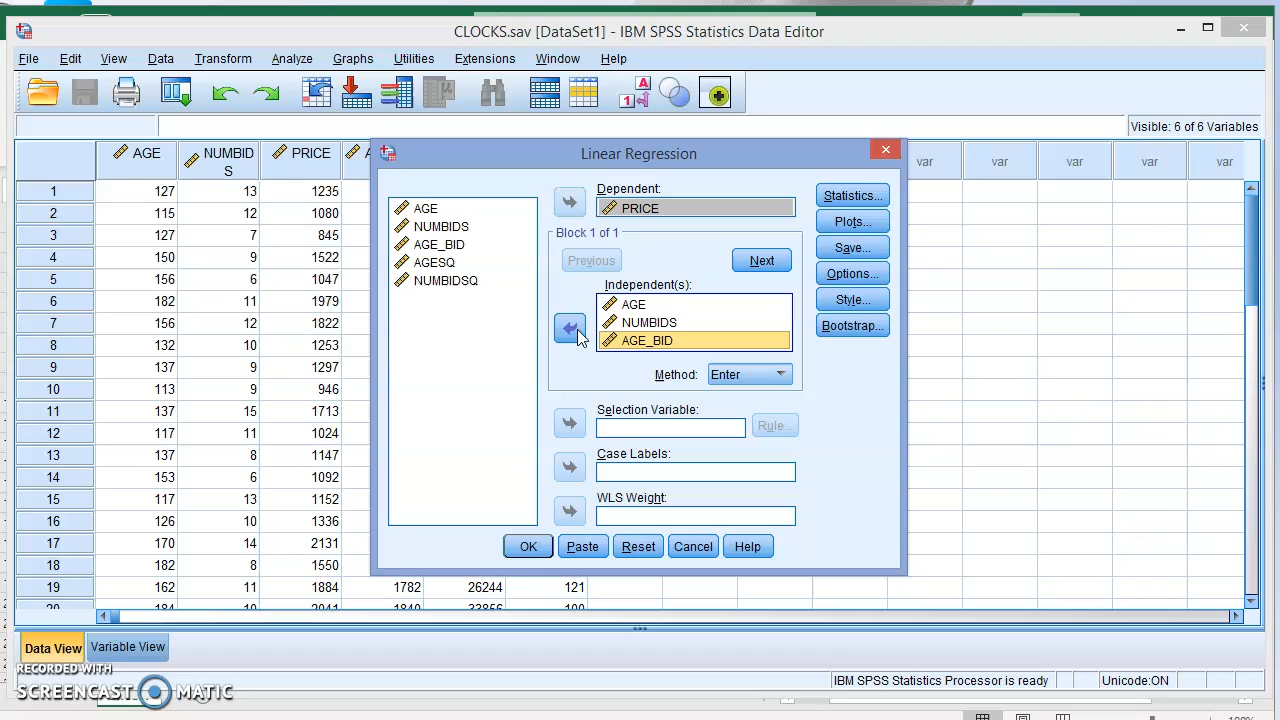 CLOCKS.sav [DataSet1] - IBM SPSS Statistics Data Editor
File Edit View Data Transform Analyze Graphs Utilities Extensions Window Help
Visible: 6 of 6 Variables
AGE NUMBIDS PRICE A var var var var var
1 127 13 1235
2 115 12 1080
3 127 7 845
4 150 9 1522
5 156 6 1047
6 182 11 1979
7 156 12 1822
8 132 10 1253
9 137 9 1297
10 113 9 946
11 137 15 1713
12 117 11 1024
13 137 8 1147
14 153 6 1092
15 117 13 1152
16 126 10 1336
17 170 14 2131
18 182 8 1550
19 162 11 1884 1782 26244 121
20 184 10 2041 1840 33856 100
Linear Regression
AGE
NUMBIDS
AGE_BID
AGESQ
NUMBIDSQ
Dependent:
PRICE
Block 1 of 1
Previous Next
Independent(s):
AGE
NUMBIDS
AGE_BID
Method: Enter
Selection Variable:
Rule...
Case Labels:
WLS Weight:
Statistics...
Plots...
Save...
Options...
Style...
Bootstrap...
OK Paste Reset Cancel Help
Data View Variable View
RECORDED WITH
SCREENCAST MATIC
IBM SPSS Statistics Processor is ready Unicode:ON
100%